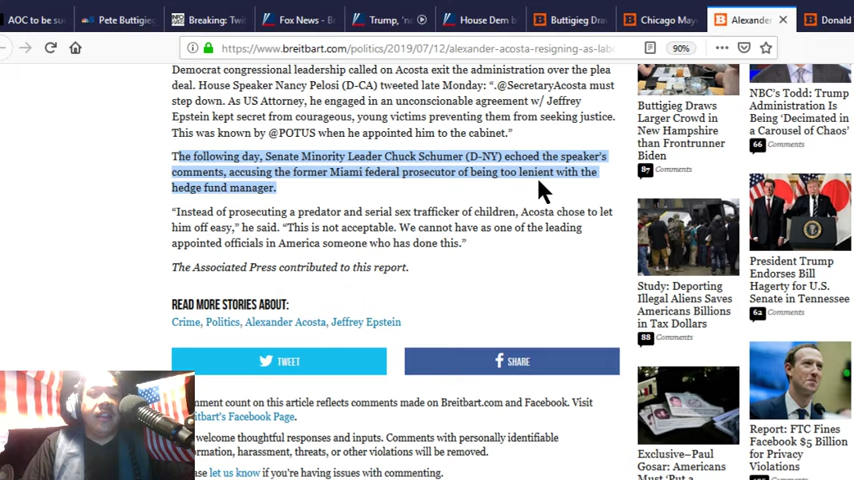 AOC to be su
Pete Buttigieg
Breaking: Twi
Fox News - B
Trump, 'n
House Dem b
Buttigieg Dra
Chicago May
Alexander
Donald
https://www.breitbart.com/politics/2019/07/12/alexander-acosta-resigning-as-lab
90%
Democrat congressional leadership called on Acosta exit the administration over the plea
deal. House Speaker Nancy Pelosi (D-CA) tweeted late Monday: “.@SecretaryAcosta must
step down. As US Attorney, he engaged in an unconscionable agreement w/ Jeffrey
Epstein kept secret from courageous, young victims preventing them from seeking justice.
This was known by @POTUS when he appointed him to the cabinet.”
The following day, Senate Minority Leader Chuck Schumer (D-NY) echoed the speaker's
comments, accusing the former Miami federal prosecutor of being too lenient with the
hedge fund manager.
“Instead of prosecuting a predator and serial sex trafficker of children, Acosta chose to let
him off easy,” he said. “This is not acceptable. We cannot have as one of the leading
appointed officials in America someone who has done this.”
The Associated Press contributed to this report.
READ MORE STORIES ABOUT:
Crime, Politics, Alexander Acosta, Jeffrey Epstein
TWEET
SHARE
mment count on this article reflects comments made on Breitbart.com and Facebook. Visit
itbart's Facebook Page.
welcome thoughtful responses and inputs. Comments with personally identifiable
ormation, harassment, threats, or other violations will be removed.
ase let us know if you're having issues with commenting.
Buttigieg Draws
Larger Crowd in
New Hampshire
than Frontrunner
Biden
87 Comments
Study: Deporting
Illegal Aliens Saves
Americans Billions
in Tax Dollars
88 Comments
Exclusive–Paul
Gosar: Americans
Must 'Put a
NBC's Todd: Trump
Administration Is
Being 'Decimated in
a Carousel of Chaos'
66 Comments
President Trump
Endorses Bill
Hagerty for U.S.
Senate in Tennessee
62 Comments
Report: FTC Fines
Facebook $5 Billion
for Privacy
Violations